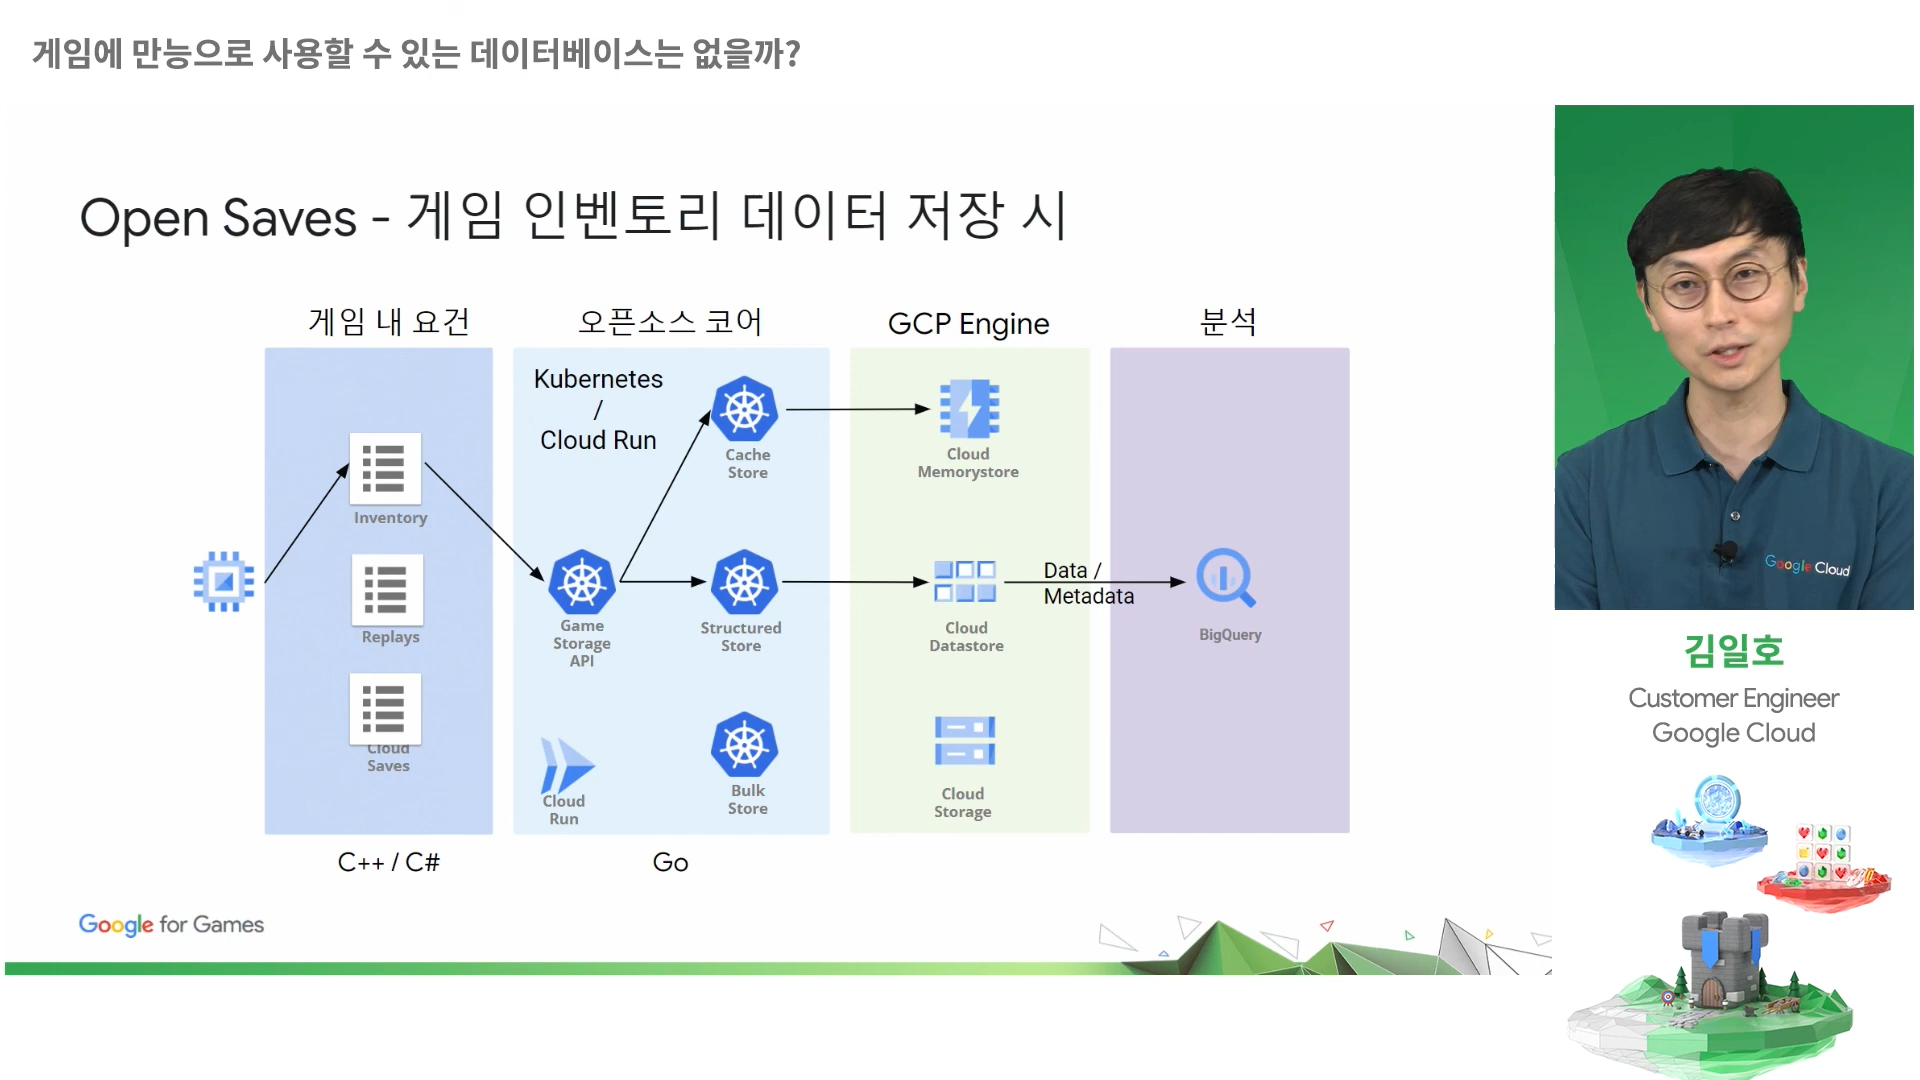 게임에 만능으로 사용할 수 있는 데이터베이스는 없을까?
Open Saves - 게임 인벤토리 데이터 저장 시
게임 내 요건
오픈소스 코어
GCP Engine
분석
Kubernetes
/
Cloud Run
Cache
Store
Cloud
Memorystore
Inventory
Replays
Cloud
Saves
Game
Storage
API
Structured
Store
Cloud
Datastore
Data /
Metadata
BigQuery
Cloud
Run
Bulk
Store
Cloud
Storage
C++ / C#
Go
Google for Games
Google Cloud
김일호
Customer Engineer
Google Cloud